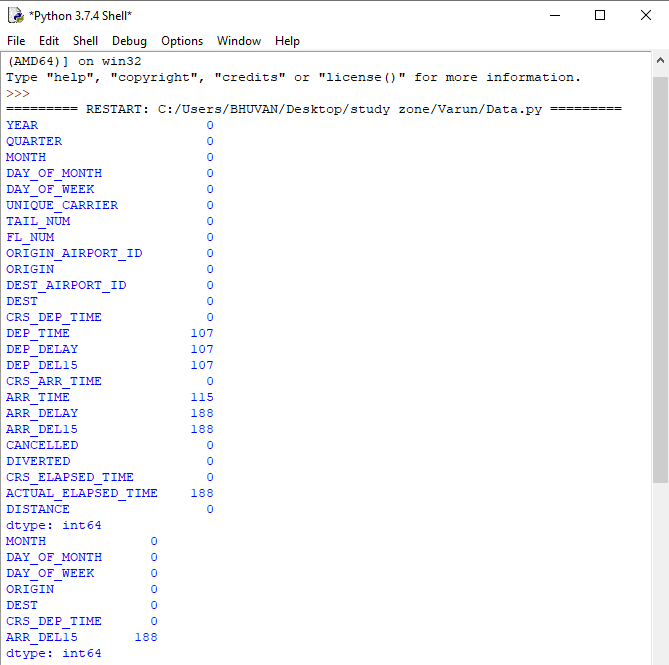 *Python 3.7.4 Shell*
File Edit Shell Debug Options Window Help
(AMD64)] on win32
Type "help", "copyright", "credits" or "license()" for more information.
>>>
========= RESTART: C:/Users/BHUVAN/Desktop/study zone/Varun/Data.py =========
YEAR 0
QUARTER 0
MONTH 0
DAY_OF_MONTH 0
DAY_OF_WEEK 0
UNIQUE_CARRIER 0
TAIL_NUM 0
FL_NUM 0
ORIGIN_AIRPORT_ID 0
ORIGIN 0
DEST_AIRPORT_ID 0
DEST 0
CRS_DEP_TIME 0
DEP_TIME 107
DEP_DELAY 107
DEP_DEL15 107
CRS_ARR_TIME 0
ARR_TIME 115
ARR_DELAY 188
ARR_DEL15 188
CANCELLED 0
DIVERTED 0
CRS_ELAPSED_TIME 0
ACTUAL_ELAPSED_TIME 188
DISTANCE 0
dtype: int64
MONTH 0
DAY_OF_MONTH 0
DAY_OF_WEEK 0
ORIGIN 0
DEST 0
CRS_DEP_TIME 0
ARR_DEL15 188
dtype: int64